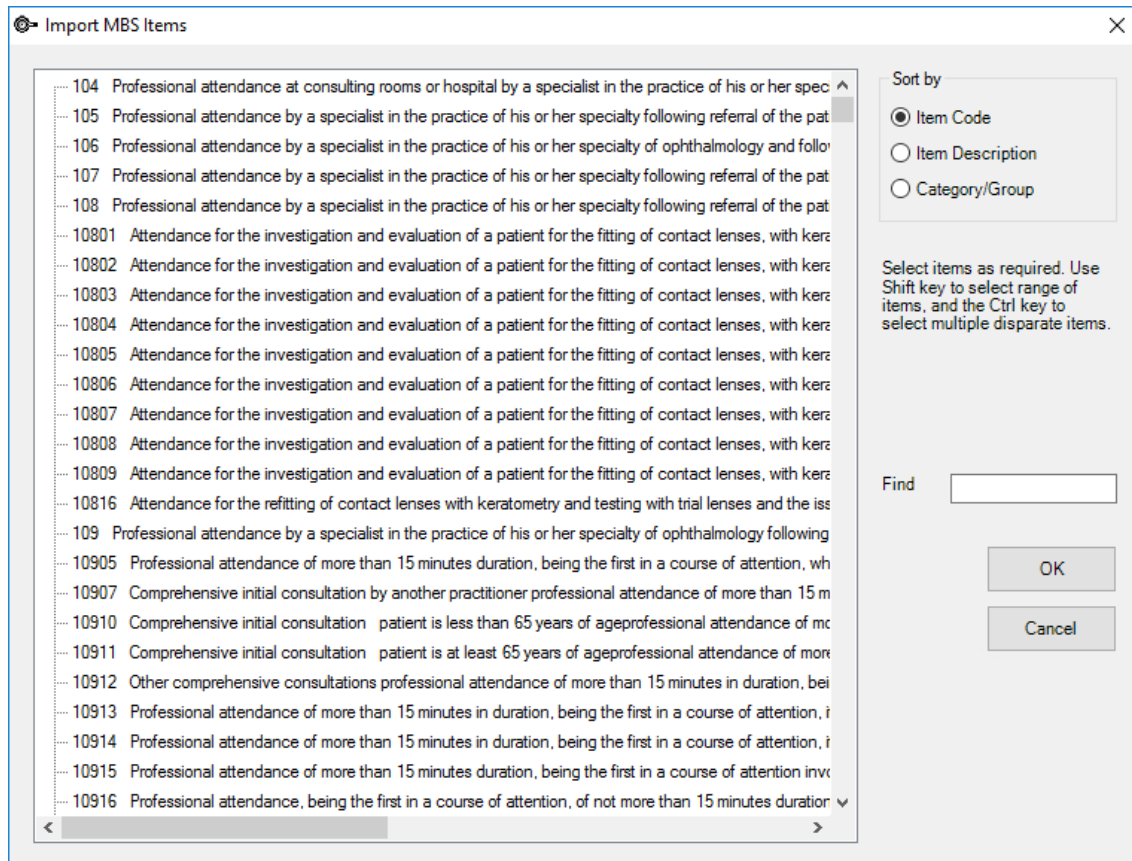 Import MBS Items
104 Professional attendance at consulting rooms or hospital by a specialist in the practice of his or her spec
105 Professional attendance by a specialist in the practice of his or her specialty following referral of the pat
106 Professional attendance by a specialist in the practice of his or her specialty of ophthalmology and follov
107 Professional attendance by a specialist in the practice of his or her specialty following referral of the pat
108 Professional attendance by a specialist in the practice of his or her specialty following referral of the pat
10801 Attendance for the investigation and evaluation of a patient for the fitting of contact lenses, with kera
10802 Attendance for the investigation and evaluation of a patient for the fitting of contact lenses, with kera
10803 Attendance for the investigation and evaluation of a patient for the fitting of contact lenses, with kera
10804 Attendance for the investigation and evaluation of a patient for the fitting of contact lenses, with kera
10805 Attendance for the investigation and evaluation of a patient for the fitting of contact lenses, with kera
10806 Attendance for the investigation and evaluation of a patient for the fitting of contact lenses, with kera
10807 Attendance for the investigation and evaluation of a patient for the fitting of contact lenses, with kera
10808 Attendance for the investigation and evaluation of a patient for the fitting of contact lenses, with kera
10809 Attendance for the investigation and evaluation of a patient for the fitting of contact lenses, with kera
10816 Attendance for the refitting of contact lenses with keratometry and testing with trial lenses and the iss
109 Professional attendance by a specialist in the practice of his or her specialty of ophthalmology following
10905 Professional attendance of more than 15 minutes duration, being the first in a course of attention, wh
10907 Comprehensive initial consultation by another practitioner professional attendance of more than 15 m
10910 Comprehensive initial consultation patient is less than 65 years of ageprofessional attendance of mo
10911 Comprehensive initial consultation patient is at least 65 years of ageprofessional attendance of more
10912 Other comprehensive consultations professional attendance of more than 15 minutes in duration, bei
10913 Professional attendance of more than 15 minutes in duration, being the first in a course of attention, i
10914 Professional attendance of more than 15 minutes in duration, being the first in a course of attention, i
10915 Professional attendance of more than 15 minutes duration, being the first in a course of attention invo
10916 Professional attendance, being the first in a course of attention, of not more than 15 minutes duration
Sort by
Item Code
Item Description
Category/Group
Select items as required. Use
Shift key to select range of
items, and the Ctrl key to
select multiple disparate items.
Find
OK
Cancel